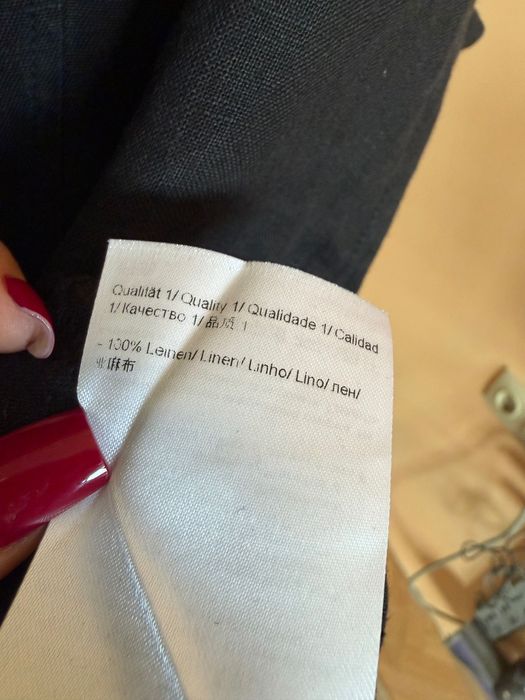 Qualität 1/ Quality 1/ Qualidade 1/ Calidad
1/ Качество 1/ 品质 1
- 100% Leinen/ Linen/ Linho/ Lino/ лен/
亚麻布